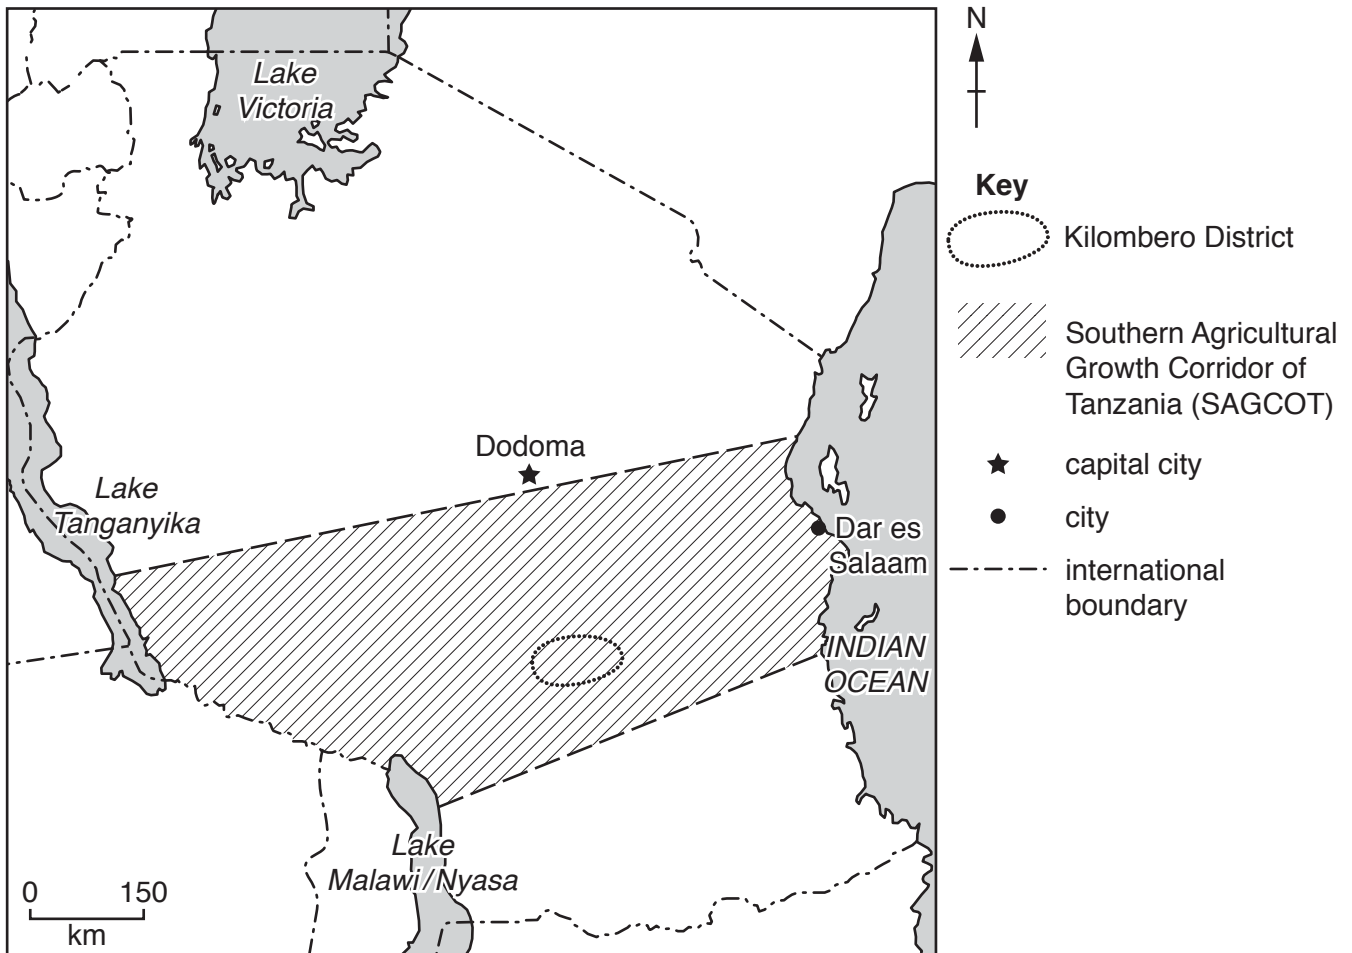 Lake
Victoria
Dodoma
Lake
Tanganyika
Dar es
Salaam
INDIAN
OCEAN
Lake
Malawi/Nyasa
0 150
km
N
Key
Kilombero District
Southern Agricultural
Growth Corridor of
Tanzania (SAGCOT)
capital city
city
international
boundary